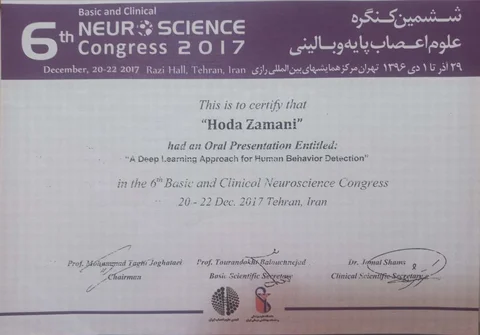 Basic and Clinical
6th NEUROSCIENCE
Congress 2017
December, 20-22 2017 Razi Hall, Tehran, Iran
ششمین کنگره
علوم اعصاب پایه و بالینی
۲۹ آذر تا ۱ دی ۱۳۹۶ تهران مرکز همایشهای بین المللی رازی
This is to certify that
"Hoda Zamani"
had an Oral Presentation Entitled:
"A Deep Learning Approach for Human Behavior Detection"
in the 6th Basic and Clinical Neuroscience Congress
20 - 22 Dec. 2017 Tehran, Iran
Prof. Mohammad Taghi Joghataei
Chairman
Prof. Tourandokht Balouchnejad
Basic Scientific Secretary
Dr. Jamal Shams
Clinical Scientific Secretary